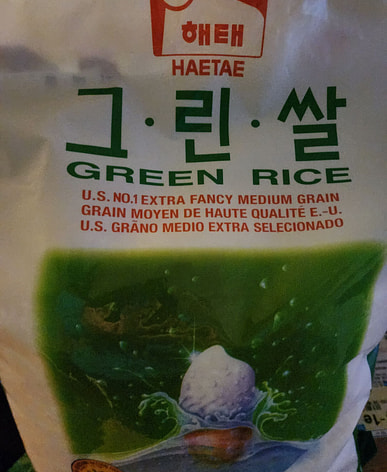 해태
HAETAE
그·린·쌀
GREEN RICE
U.S. NO.1 EXTRA FANCY MEDIUM GRAIN
GRAIN MOYEN DE HAUTE QUALITÉ E.-U.
U.S. GRÃNO MEDIO EXTRA SELECIONADO